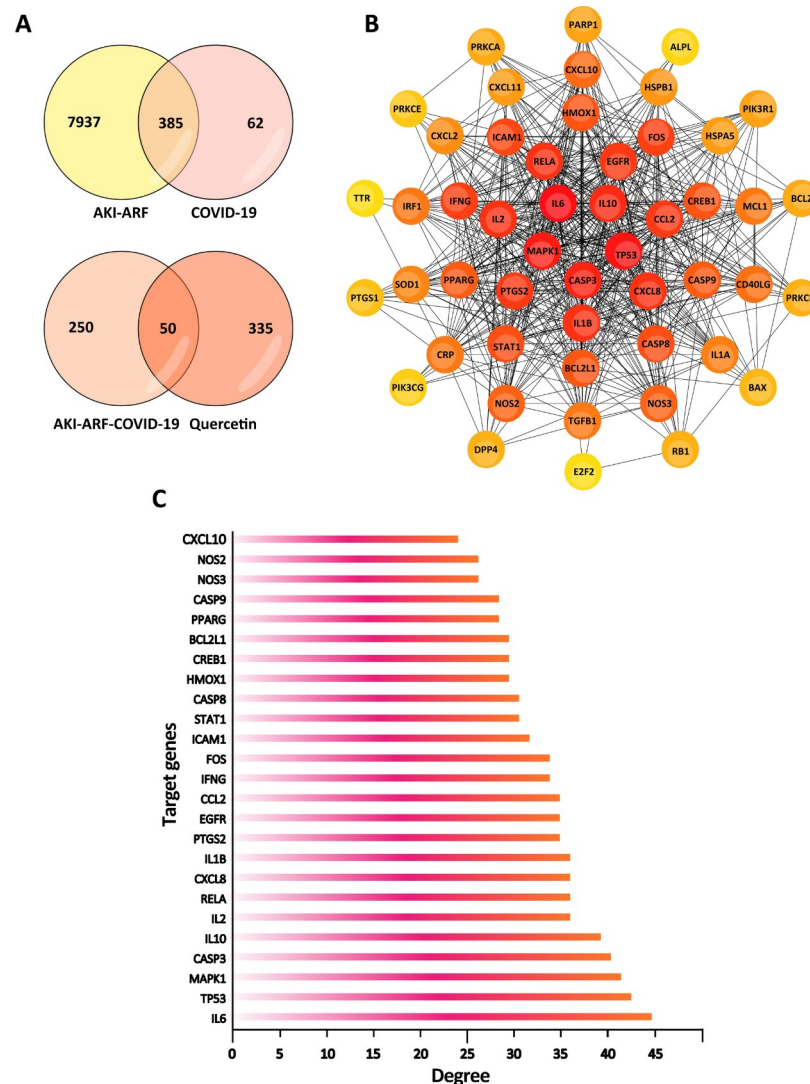 A
7937
385
62
AKI-ARF
COVID-19
250
50
335
AKI-ARF-COVID-19
Quercetin
B
PARP1
PRKCA
CXCL10
ALPL
CXCL11
HSPB1
PRKCE
HMOX1
PIK3R1
CXCL2
ICAM1
FOS
HSPA5
RELA
EGFR
TTR
IRF1
IFNG
IL6
IL10
CREB1
MCL1
BCL2
IL2
CCL2
MAPK1
TP53
PTGS1
SOD1
PPARG
PTGS2
CASP3
CXCL8
CASP9
CD40LG
IL1B
CRP
STAT1
CASP8
IL1A
PIK3CG
BCL2L1
BAX
NOS2
NOS3
TGFB1
DPP4
RB1
E2F2
C
Target genes
CXCL10
NOS2
NOS3
CASP9
PPARG
BCL2L1
CREB1
HMOX1
CASP8
STAT1
ICAM1
FOS
IFNG
CCL2
EGFR
PTGS2
IL1B
CXCL8
RELA
IL2
IL10
CASP3
MAPK1
TP53
IL6
0 5 10 15 20 25 30 35 40 45
Degree